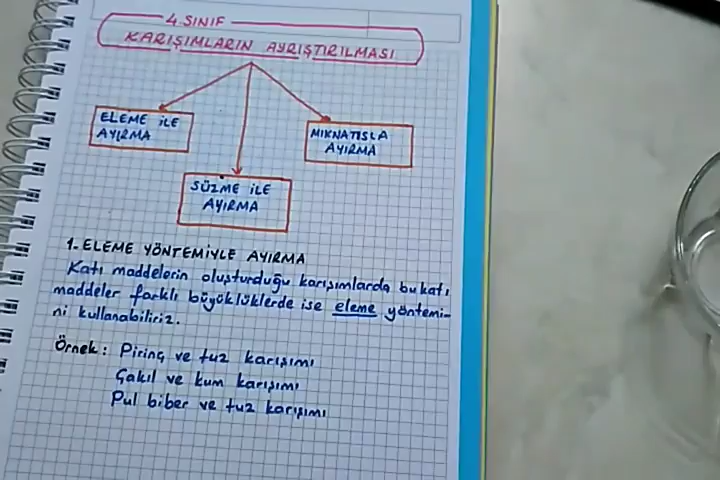 4. SINIF
KARIŞIMLARIN AYRIŞTIRILMASI
ELEME İLE
AYIRMA
MIKNATISLA
AYIRMA
SÜZME İLE
AYIRMA
1. ELEME YÖNTEMİYLE AYIRMA
Katı maddelerin oluşturduğu karışımlarda bu katı
maddeler farklı büyüklüklerde ise eleme yöntemi-
ni kullanabiliriz.
Örnek: Pirinç ve tuz karışımı
Çakıl ve kum karışımı
Pul biber ve tuz karışımı